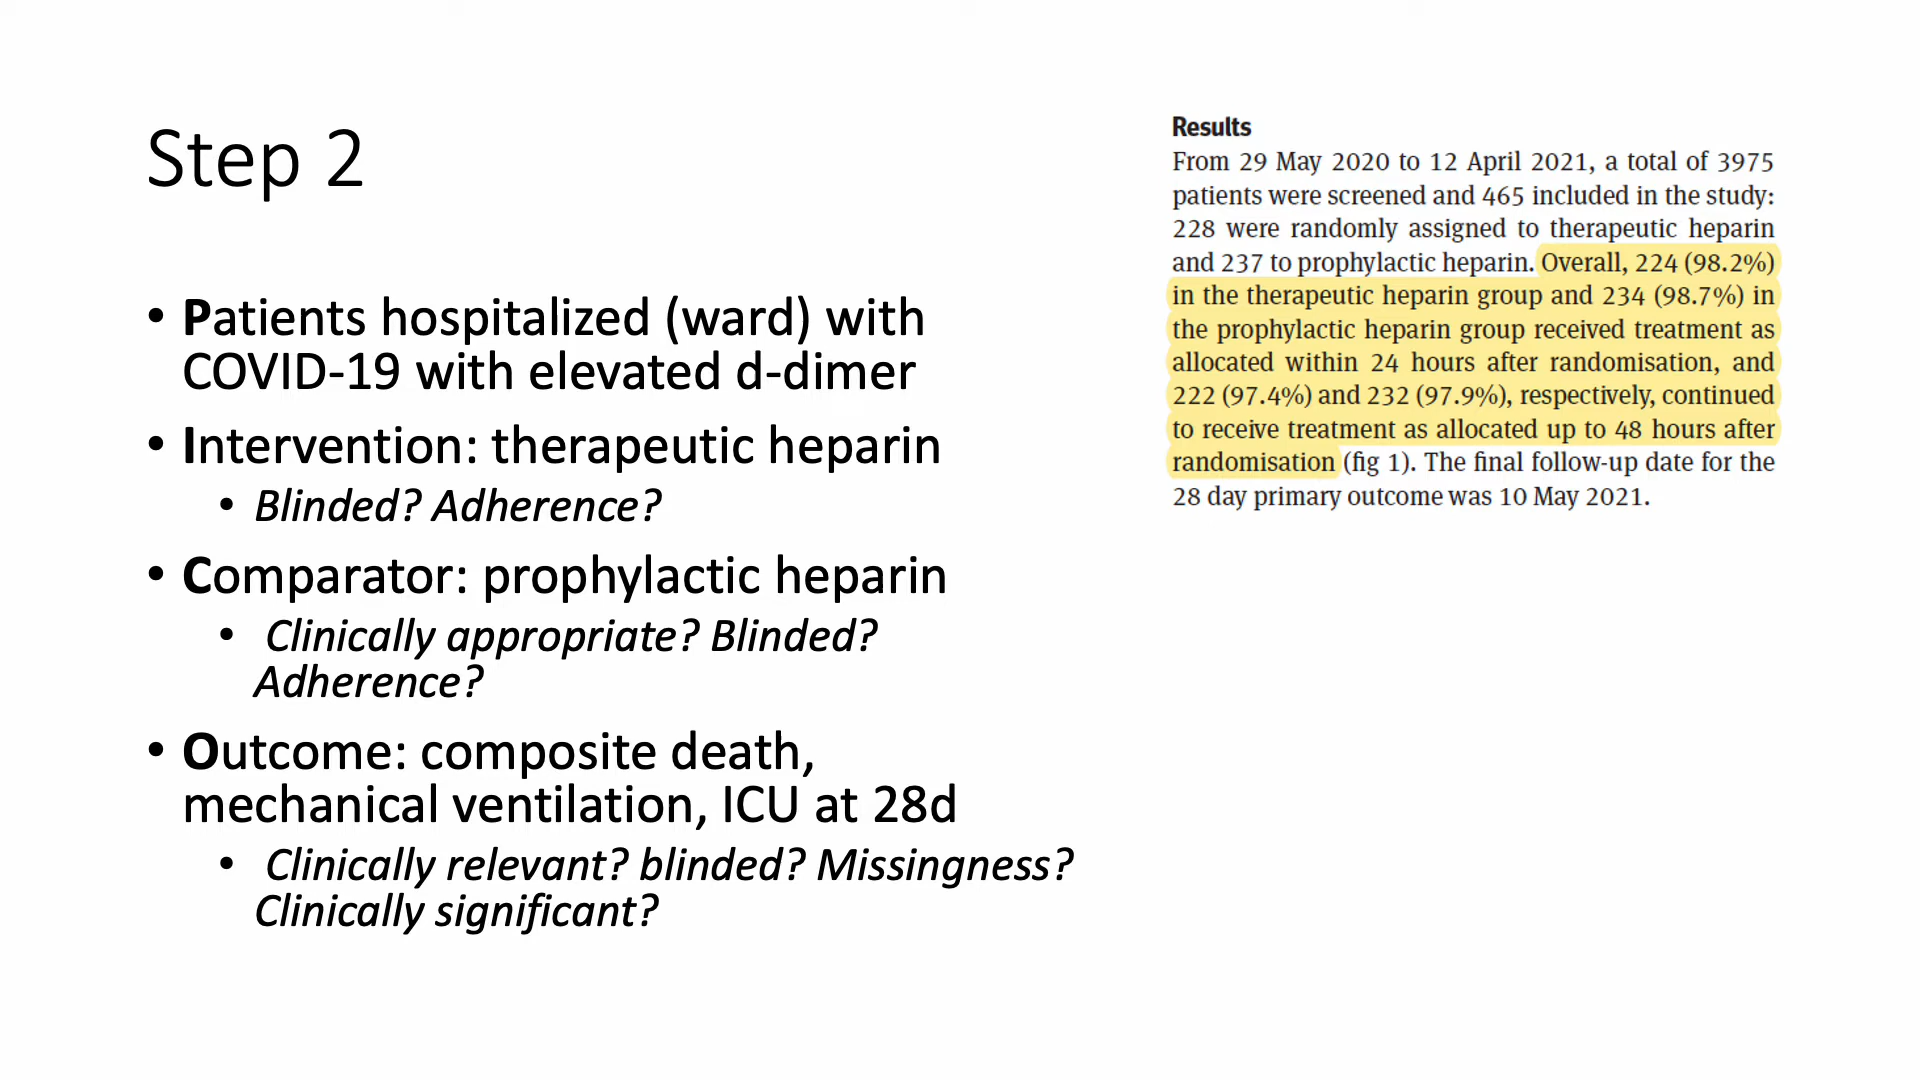 Step 2
• Patients hospitalized (ward) with
COVID-19 with elevated d-dimer
• Intervention: therapeutic heparin
• Blinded? Adherence?
• Comparator: prophylactic heparin
• Clinically appropriate? Blinded?
Adherence?
• Outcome: composite death,
mechanical ventilation, ICU at 28d
• Clinically relevant? blinded? Missingness?
Clinically significant?
Results
From 29 May 2020 to 12 April 2021, a total of 3975
patients were screened and 465 included in the study:
228 were randomly assigned to therapeutic heparin
and 237 to prophylactic heparin. Overall, 224 (98.2%)
in the therapeutic heparin group and 234 (98.7%) in
the prophylactic heparin group received treatment as
allocated within 24 hours after randomisation, and
222 (97.4%) and 232 (97.9%), respectively, continued
to receive treatment as allocated up to 48 hours after
randomisation (fig 1). The final follow-up date for the
28 day primary outcome was 10 May 2021.